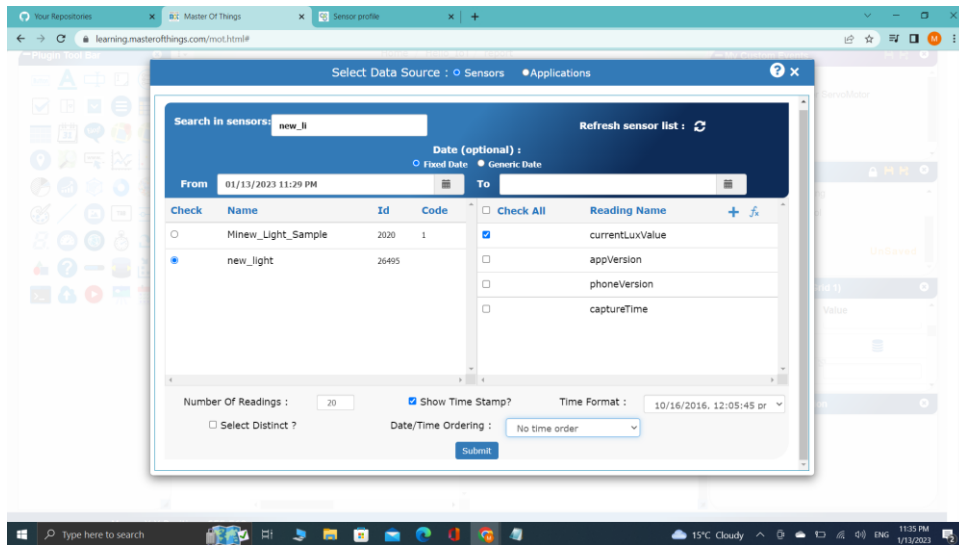 Your Repositories
Master Of Things
Sensor profile
learning.masterofthings.com/mot.html#
Select Data Source : Sensors Applications
Search in sensors: new_li
Refresh sensor list :
Date (optional) :
Fixed Date Generic Date
From 01/13/2023 11:29 PM To
Check Name Id Code
Check All Reading Name
Minew_Light_Sample 2020 1
currentLuxValue
new_light 26495
appVersion
phoneVersion
captureTime
Number Of Readings : 20
Show Time Stamp?
Time Format : 10/16/2016, 12:05:45 pr
Select Distinct ?
Date/Time Ordering : No time order
Submit
ServoMotor
Value
Type here to search
15°C Cloudy
ENG
11:35 PM
1/13/2023